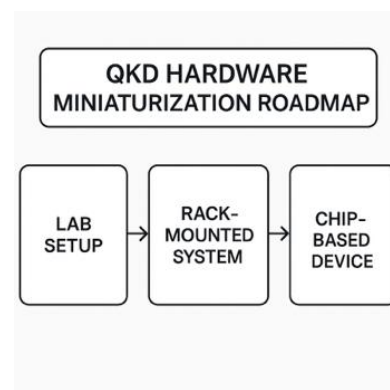 QKD HARDWARE
MINIATURIZATION ROADMAP
LAB
SETUP
RACK-
MOUNTED
SYSTEM
CHIP-
BASED
DEVICE